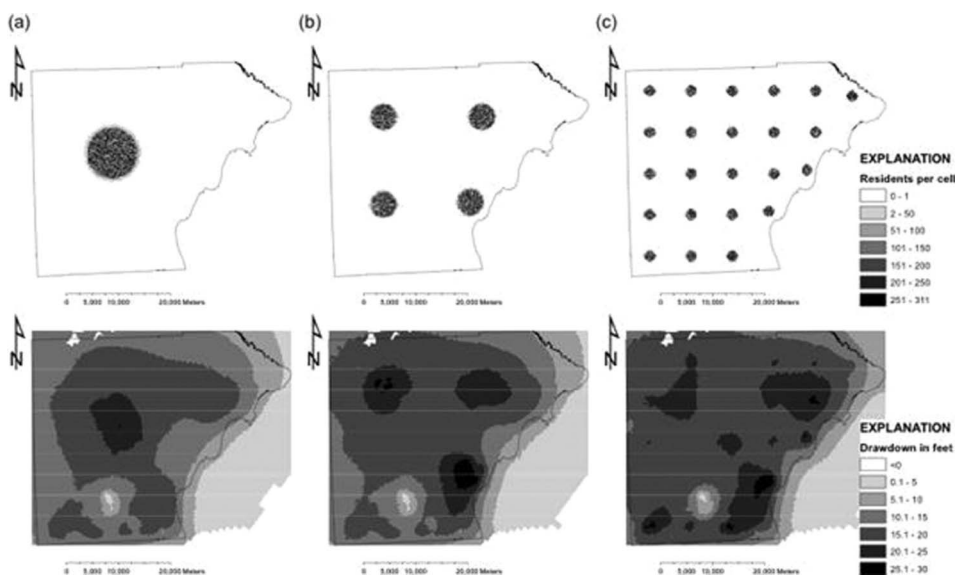 (a)
(b)
(c)
N
N
N
EXPLANATION
Residents per cell
0 - 1
2 - 50
51 - 100
101 - 150
151 - 200
201 - 250
251 - 311
0 5,000 10,000 20,000 Meters
0 5,000 10,000 20,000 Meters
0 5,000 10,000 20,000 Meters
N
N
N
EXPLANATION
Drawdown in feet
<0
0.1 - 5
5.1 - 10
10.1 - 15
15.1 - 20
20.1 - 25
25.1 - 30
0 5,000 10,000 20,000 Meters
0 5,000 10,000 20,000 Meters
0 5,000 10,000 20,000 Meters